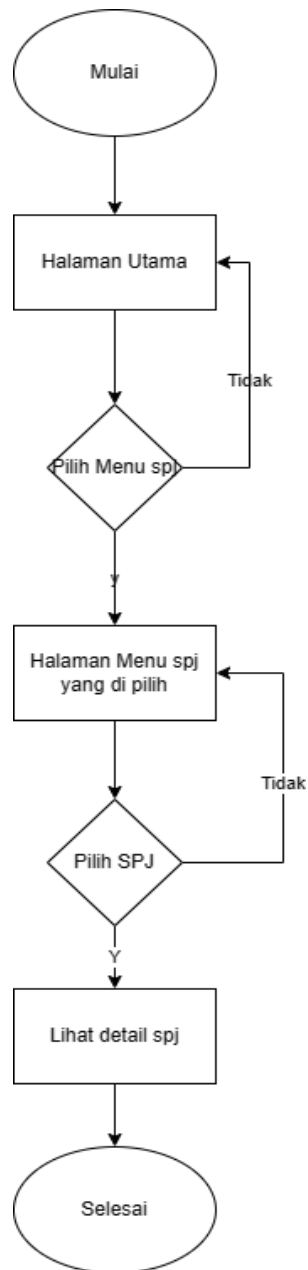 Mulai
Halaman Utama
Tidak
Pilih Menu spj
y
Halaman Menu spj
yang di pilih
Tidak
Pilih SPJ
Y
Lihat detail spj
Selesai